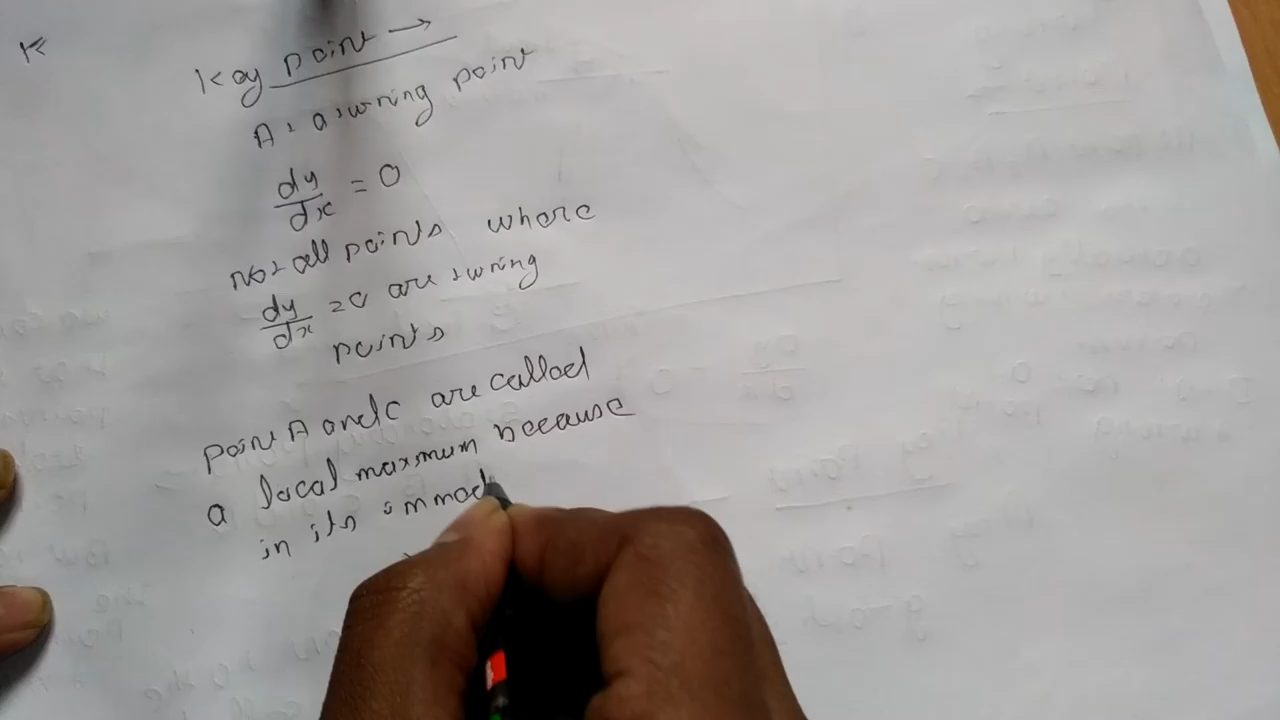 K
Key point →
At a turning point
dy/dx = 0
not all points where
dy/dx = 0 are turning
points
point A and C are called
a local maximum because
in its immed